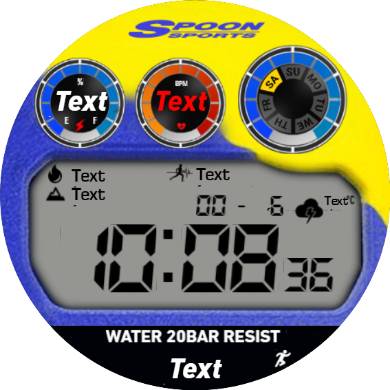 SPOON
SPORTS
%
Text
E F
BPM
Text
SA SU MO TU WE TH FR
Text
Text
Text
00 - 6
Text°C
10:08 36
WATER 20BAR RESIST
Text